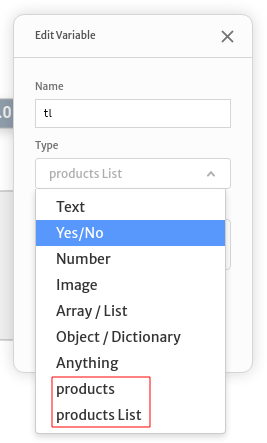 Edit Variable
.0
Name
tl
Type
products List
Text
Yes/No
Number
Image
Array / List
Object / Dictionary
Anything
products
products List